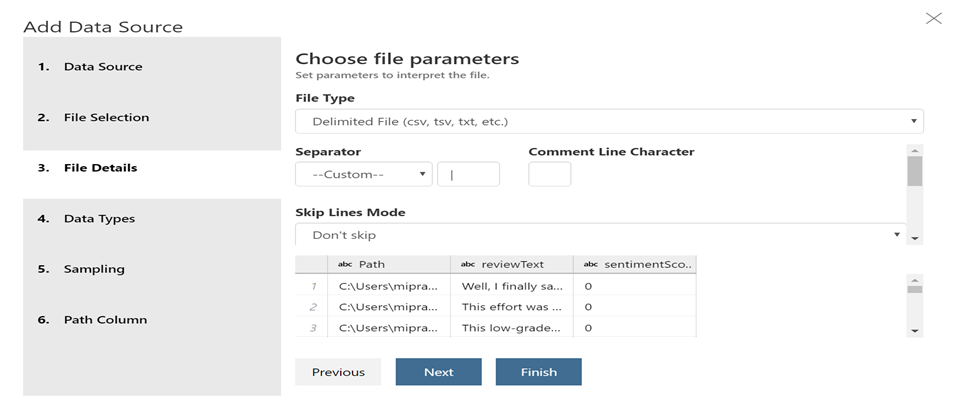 Add Data Source
1. Data Source
2. File Selection
3. File Details
4. Data Types
5. Sampling
6. Path Column
Choose file parameters
Set parameters to interpret the file.
File Type
Delimited File (csv, tsv, txt, etc.)
Separator Comment Line Character
--Custom-- |
Skip Lines Mode
Don't skip
abc Path abc reviewText abc sentimentSco..
1 C:\Users\mipra... Well, I finally sa... 0
2 C:\Users\mipra... This effort was ... 0
3 C:\Users\mipra... This low-grade... 0
Previous Next Finish